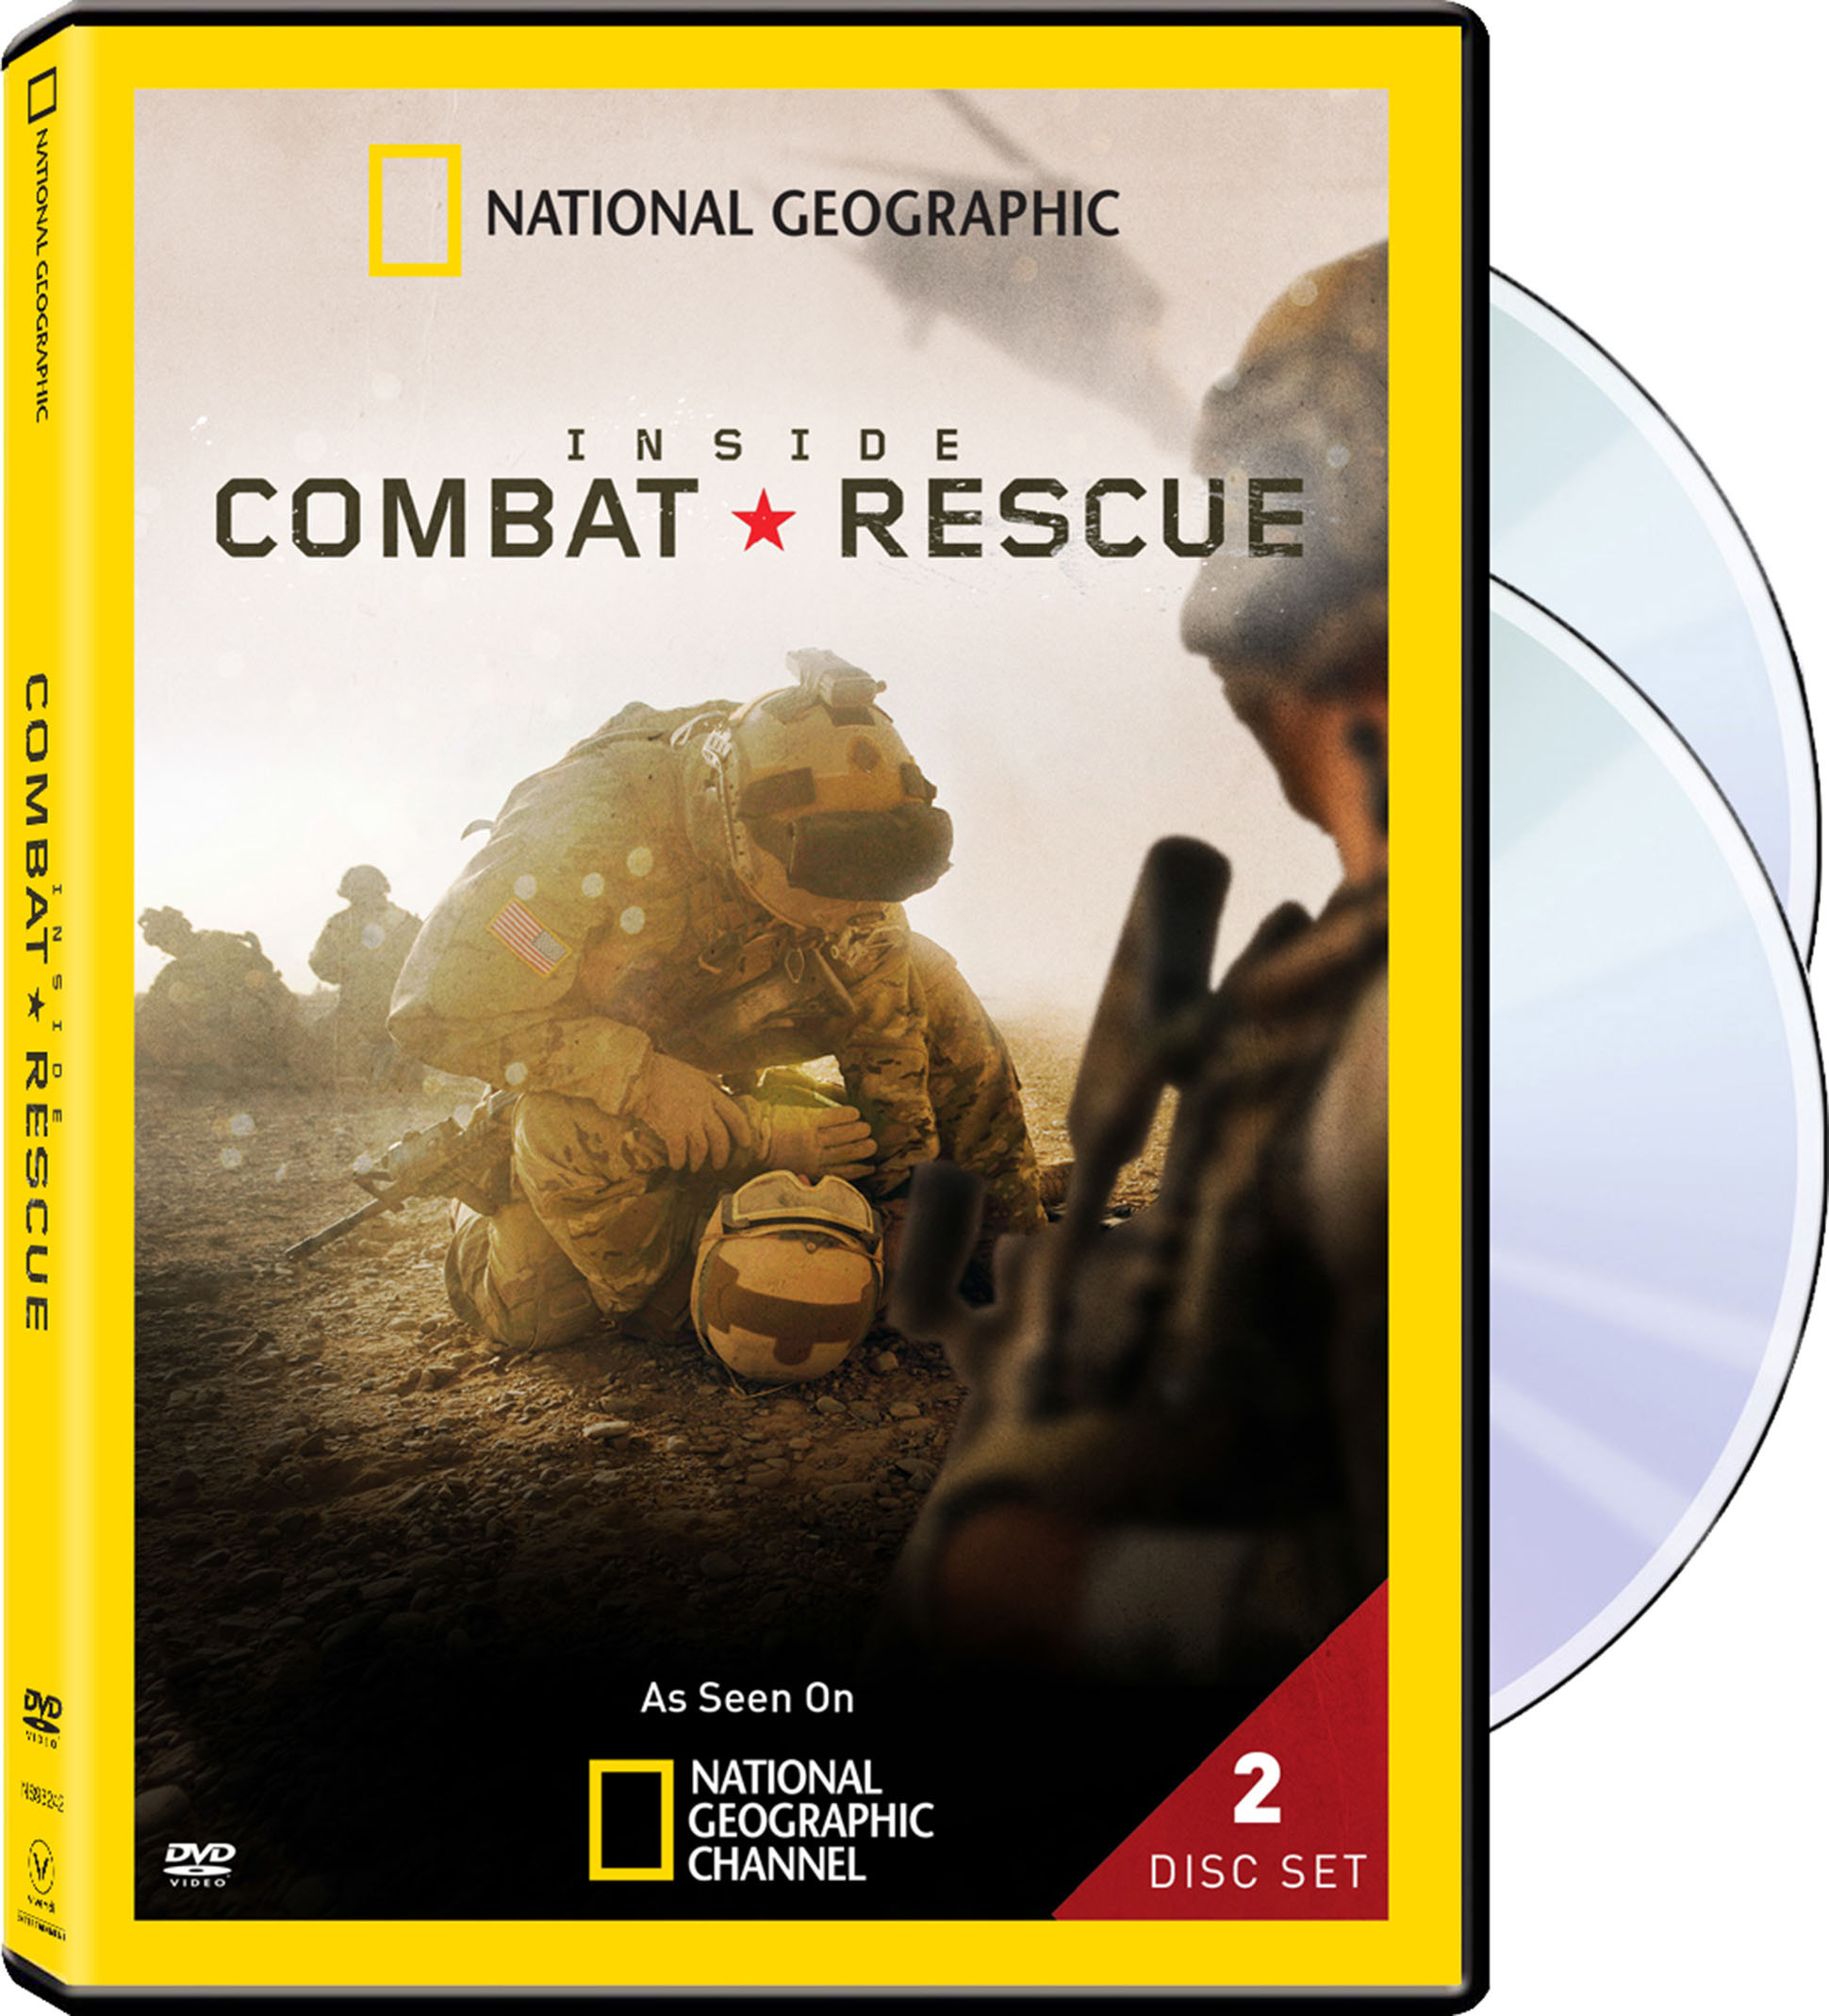 NATIONAL GEOGRAPHIC
INSIDE
COMBAT ★ RESCUE
As Seen On
NATIONAL
GEOGRAPHIC
CHANNEL
DVD
VIDEO
2
DISC SET
NATIONAL GEOGRAPHIC
INSIDE
COMBAT ★ RESCUE
DVD
VIDEO